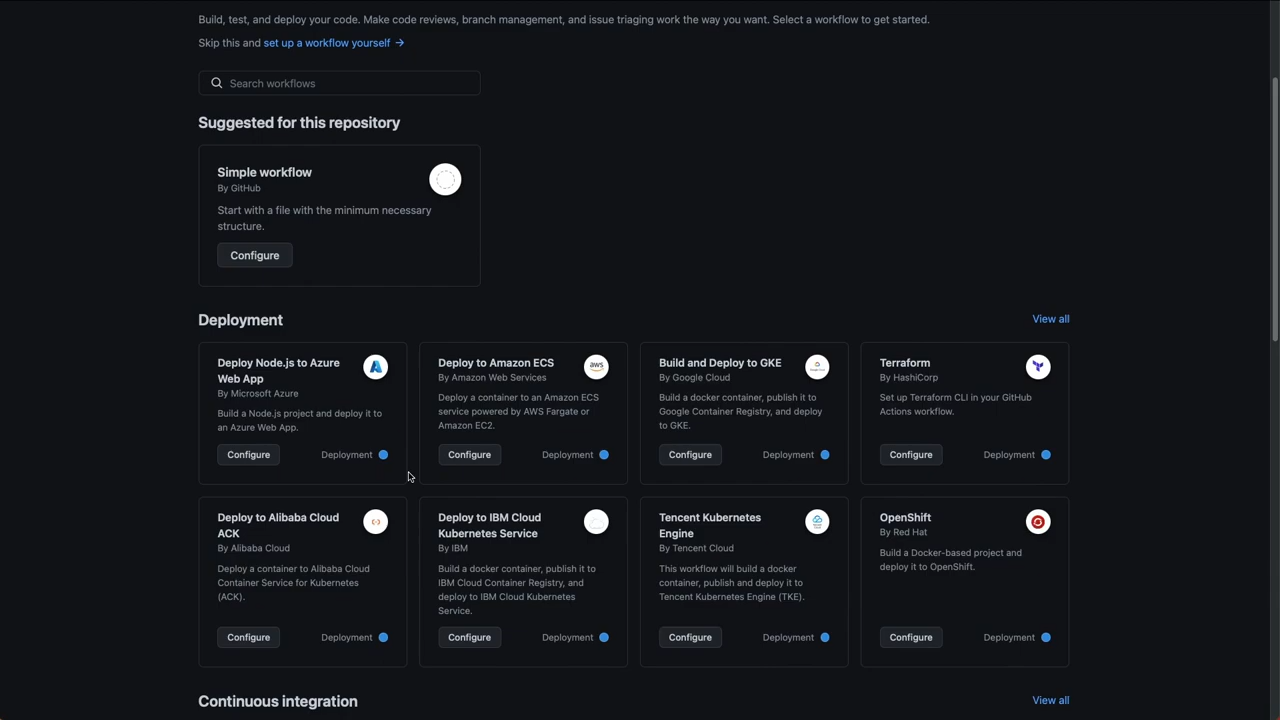 Build, test, and deploy your code. Make code reviews, branch management, and issue triaging work the way you want. Select a workflow to get started.
Skip this and set up a workflow yourself →
Search workflows
Suggested for this repository
Simple workflow
By GitHub
Start with a file with the minimum necessary
structure.
Configure
Deployment
View all
Deploy Node.js to Azure
Web App
By Microsoft Azure
Build a Node.js project and deploy it to
an Azure Web App.
Configure
Deployment
Deploy to Amazon ECS
aws
By Amazon Web Services
Deploy a container to an Amazon ECS
service powered by AWS Fargate or
Amazon EC2.
Configure
Deployment
Build and Deploy to GKE
By Google Cloud
Build a docker container, publish it to
Google Container Registry, and deploy
to GKE.
Configure
Deployment
Terraform
By HashiCorp
Set up Terraform CLI in your GitHub
Actions workflow.
Configure
Deployment
Deploy to Alibaba Cloud
ACK
By Alibaba Cloud
Deploy a container to Alibaba Cloud
Container Service for Kubernetes
(ACK).
Configure
Deployment
Deploy to IBM Cloud
Kubernetes Service
By IBM
Build a docker container, publish it to
IBM Cloud Container Registry, and
deploy to IBM Cloud Kubernetes
Service.
Configure
Deployment
Tencent Kubernetes
Engine
By Tencent Cloud
This workflow will build a docker
container, publish and deploy it to
Tencent Kubernetes Engine (TKE).
Configure
Deployment
OpenShift
By Red Hat
Build a Docker-based project and
deploy it to OpenShift.
Configure
Deployment
Continuous integration
View all